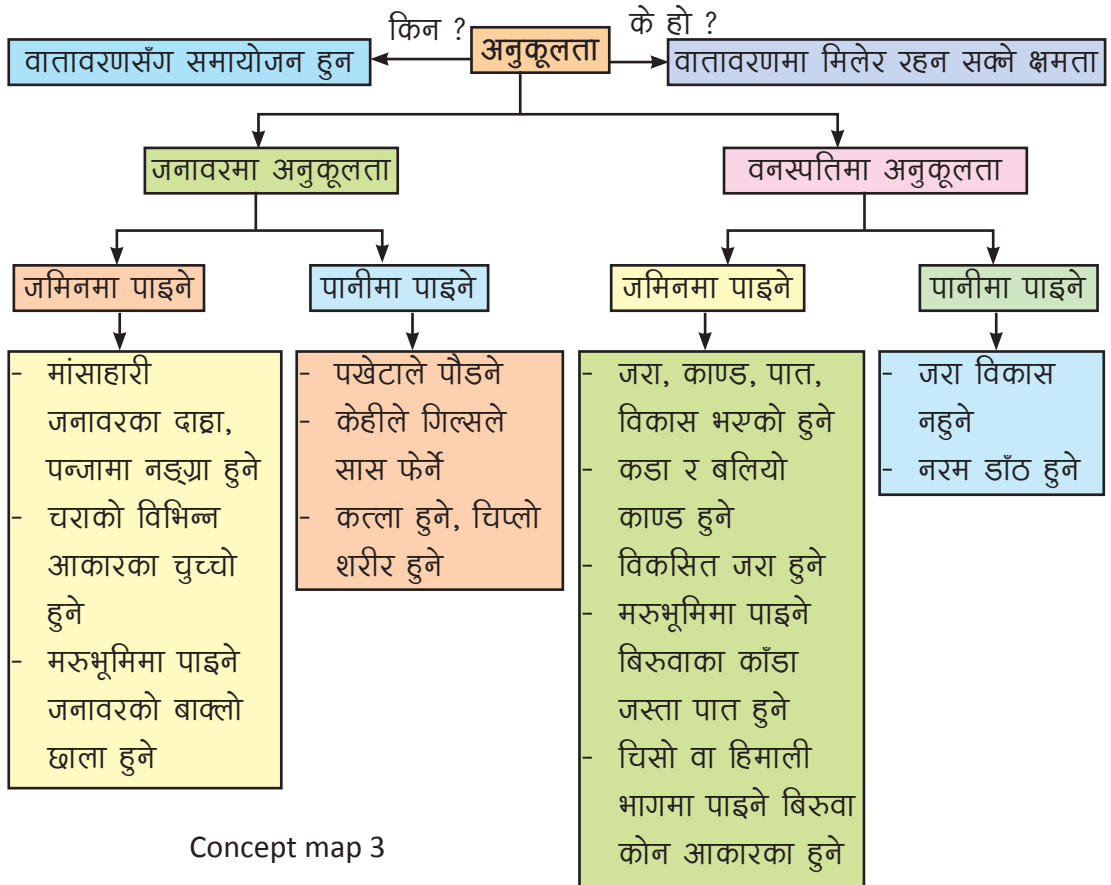 किन ?
के हो ?
अनुकूलता
वातावरणसँग समायोजन हुन
वातावरणमा मिलेर रहन सक्ने क्षमता
जनावरमा अनुकूलता
वनस्पतिमा अनुकूलता
जमिनमा पाइने
पानीमा पाइने
जमिनमा पाइने
पानीमा पाइने
- मांसाहारी
जनावरका दाह्रा,
पन्जामा नङ्ग्रा हुने
- चराको विभिन्न
आकारका चुच्चो
हुने
- मरुभूमिमा पाइने
जनावरको बाक्लो
छाला हुने
- पखेटाले पौडने
- केहीले गिल्सले
सास फेर्ने
- कत्ला हुने, चिप्लो
शरीर हुने
- जरा, काण्ड, पात,
विकास भएको हुने
- कडा र बलियो
काण्ड हुने
- विकसित जरा हुने
- मरुभूमिमा पाइने
बिरुवाका काँडा
जस्ता पात हुने
- चिसो वा हिमाली
भागमा पाइने बिरुवा
कोन आकारका हुने
- जरा विकास
नहुने
- नरम डाँठ हुने
Concept map 3